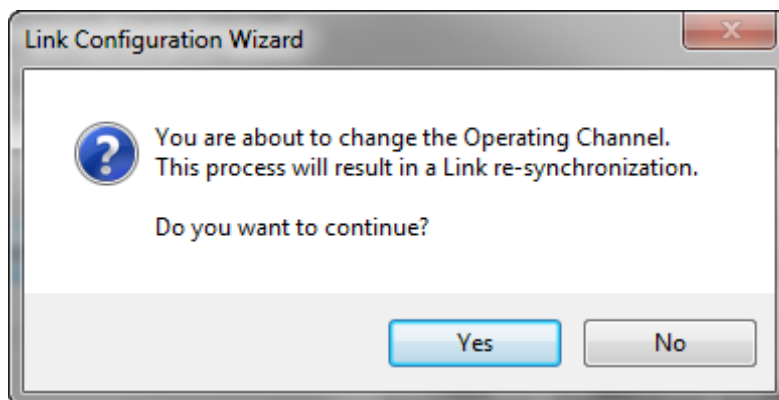 Link Configuration Wizard
You are about to change the Operating Channel.
This process will result in a Link re-synchronization.
Do you want to continue?
Yes
No